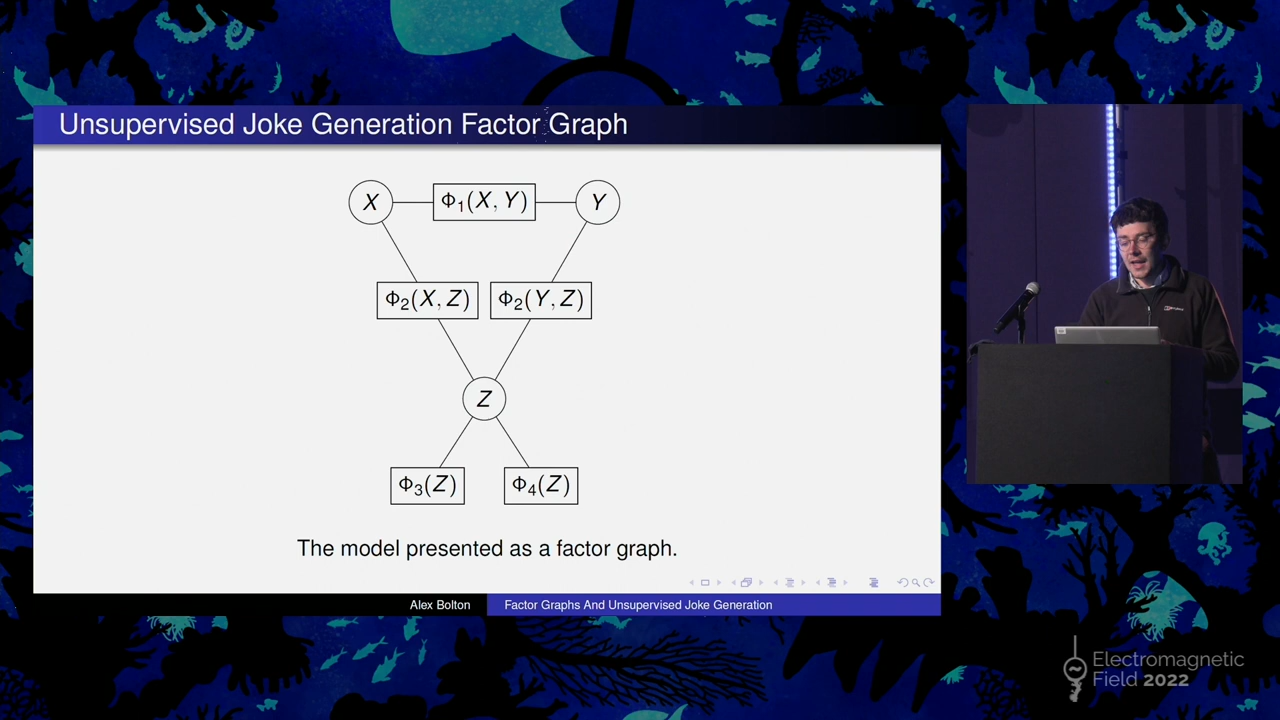 Unsupervised Joke Generation Factor Graph
X
Φ1(X, Y)
Y
Φ2(X, Z)
Φ2(Y, Z)
Z
Φ3(Z)
Φ4(Z)
The model presented as a factor graph.
Alex Bolton
Factor Graphs And Unsupervised Joke Generation
Electromagnetic
Field 2022